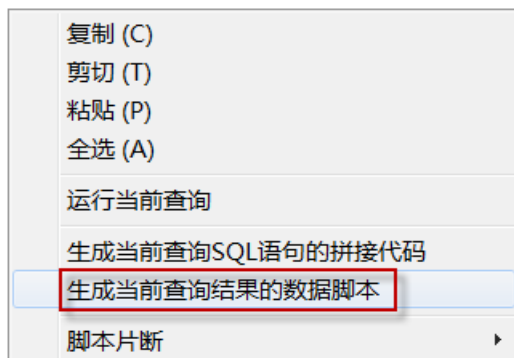 复制 (C)
剪切 (T)
粘贴 (P)
全选 (A)
运行当前查询
生成当前查询SQL语句的拼接代码
生成当前查询结果的数据脚本
脚本片断